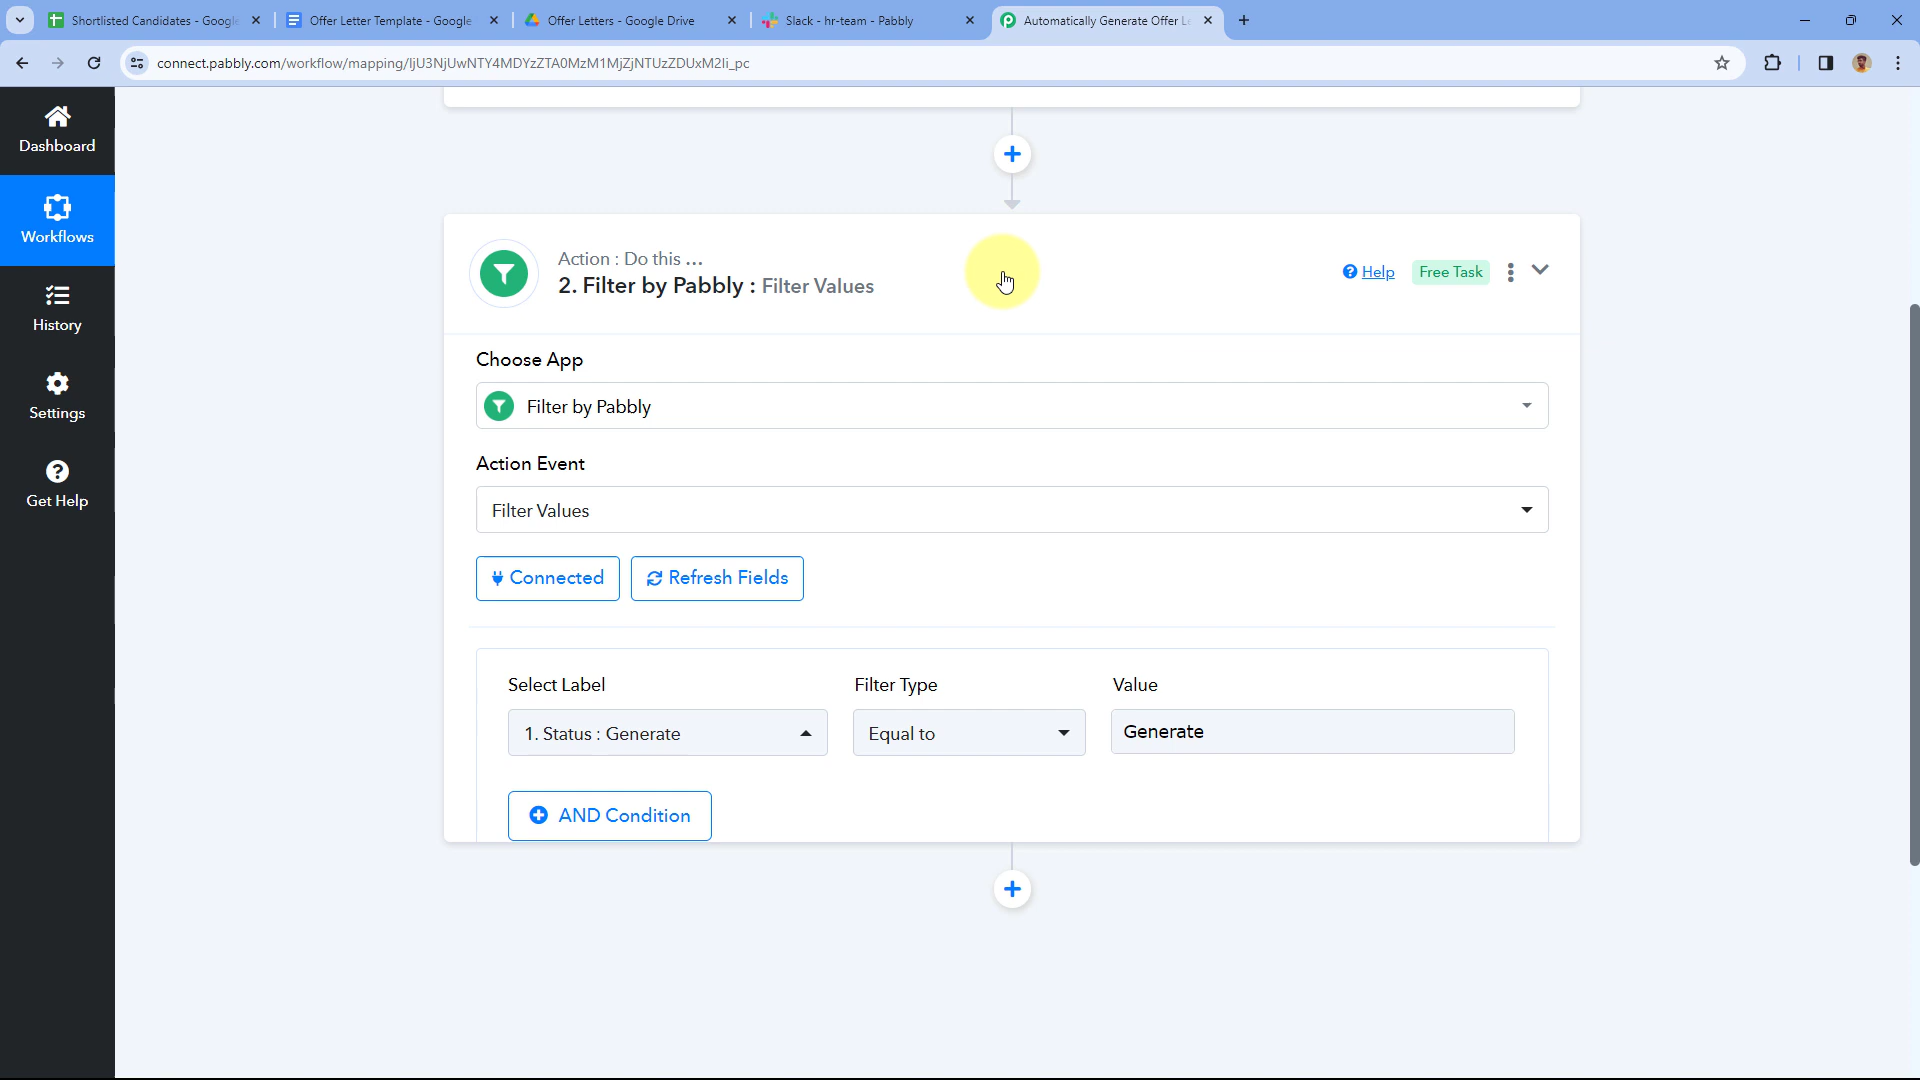 Shortlisted Candidates - Google
Offer Letter Template - Google
Offer Letters - Google Drive
Slack - hr-team - Pabbly
Automatically Generate Offer Le
connect.pabbly.com/workflow/mapping/IjU3NjUwNTY4MDYzZTA0MzM1MjZjNTUzZDUxM2Ii_pc
Dashboard
Workflows
History
Settings
Get Help
Action : Do this ...
2. Filter by Pabbly : Filter Values
Help
Free Task
Choose App
Filter by Pabbly
Action Event
Filter Values
Connected
Refresh Fields
Select Label
Filter Type
Value
1. Status : Generate
Equal to
Generate
AND Condition